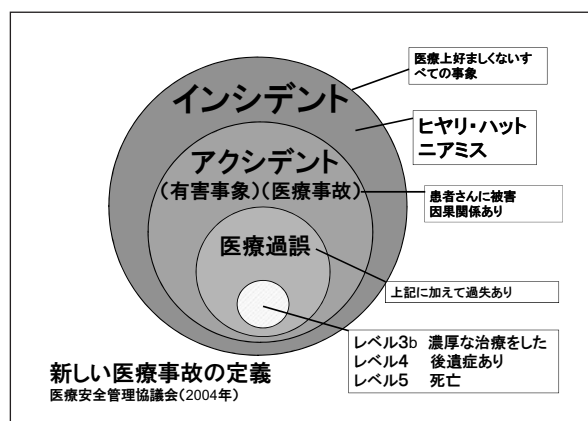 医療上好ましくないす
べての事象
インシデント
ヒヤリ・ハット
ニアミス
アクシデント
(有害事象)(医療事故)
患者さんに被害
因果関係あり
医療過誤
上記に加えて過失あり
レベル3b 濃厚な治療をした
レベル4 後遺症あり
レベル5 死亡
新しい医療事故の定義
医療安全管理協議会(2004年)